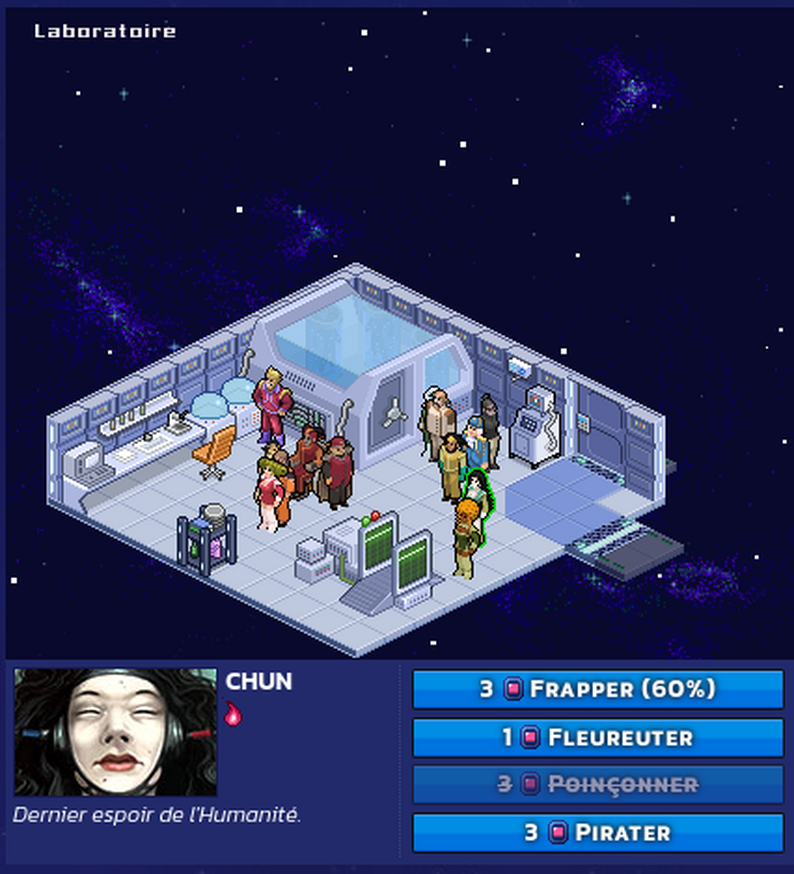 Laboratoire
CHUN
Dernier espoir de l'Humanité.
3 Frapper (60%)
1 Fleureuter
3 Poinçonner
3 Pirater